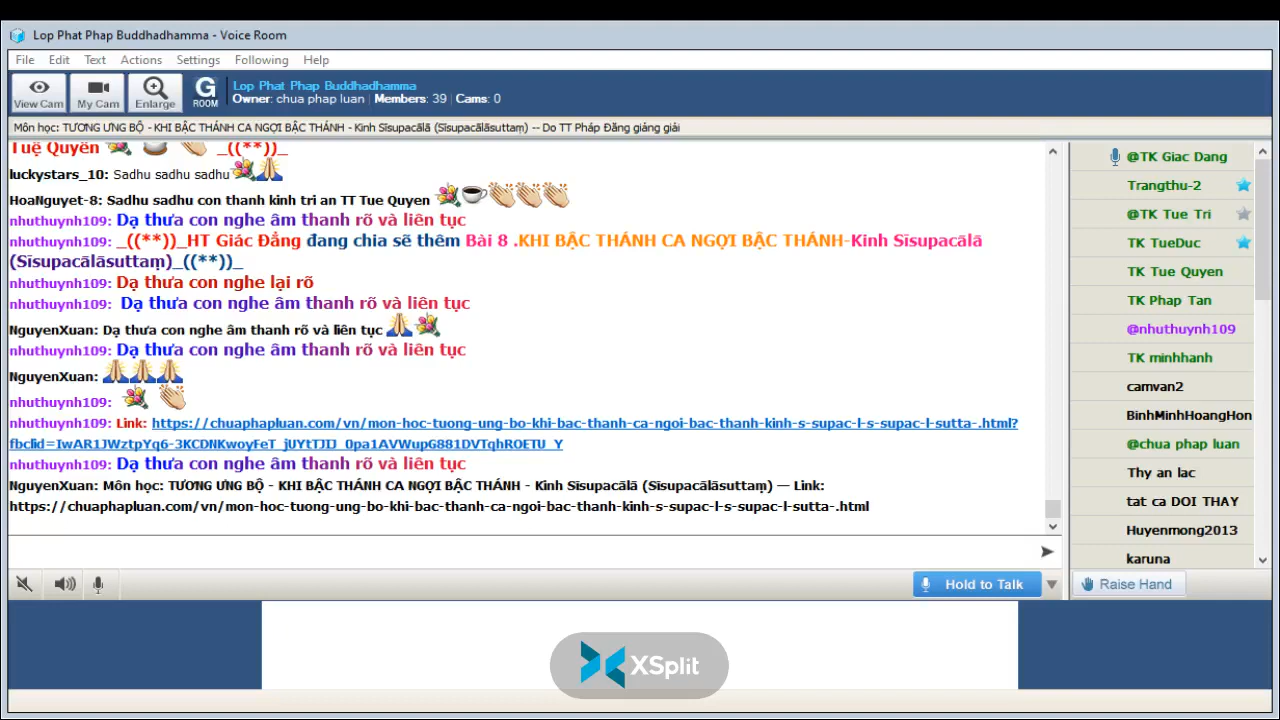 Lop Phat Phap Buddhadhamma - Voice Room
File Edit Text Actions Settings Following Help
View Cam
My Cam
Enlarge
G ROOM
Lop Phat Phap Buddhadhamma
Owner: chua phap luan | Members: 39 | Cams: 0
Môn học: TƯƠNG ƯNG BỘ - KHI BẬC THÁNH CA NGỢI BẬC THÁNH - Kinh Sīsupacālā (Sīsupacālāsuttaṃ) -- Do TT Pháp Đăng giảng giải
Tuệ Quyền _((**))_
luckystars_10: Sadhu sadhu sadhu
HoaNguyet-8: Sadhu sadhu con thanh kinh tri an TT Tue Quyen
nhuthuynh109: Dạ thưa con nghe âm thanh rõ và liên tục
nhuthuynh109: _((**))_HT Giác Đẳng đang chia sẽ thêm Bài 8 .KHI BẬC THÁNH CA NGỢI BẬC THÁNH-Kinh Sīsupacālā
(Sīsupacālāsuttaṃ)_((**))_
nhuthuynh109: Dạ thưa con nghe lại rõ
nhuthuynh109: Dạ thưa con nghe âm thanh rõ và liên tục
NguyenXuan: Dạ thưa con nghe âm thanh rõ và liên tục
nhuthuynh109: Dạ thưa con nghe âm thanh rõ và liên tục
NguyenXuan:
nhuthuynh109:
nhuthuynh109: Link: https://chuaphapluan.com/vn/mon-hoc-tuong-ung-bo-khi-bac-thanh-ca-ngoi-bac-thanh-kinh-s-supac-l-s-supac-l-sutta-.html?
fbclid=IwAR1JWztpYq6-3KCDNKwoyFeT_jUYtTJIJ_0pa1AVWupG881DVTqhROETU_Y
nhuthuynh109: Dạ thưa con nghe âm thanh rõ và liên tục
NguyenXuan: Môn học: TƯƠNG ƯNG BỘ - KHI BẬC THÁNH CA NGỢI BẬC THÁNH - Kinh Sīsupacālā (Sīsupacālāsuttaṃ) — Link:
https://chuaphapluan.com/vn/mon-hoc-tuong-ung-bo-khi-bac-thanh-ca-ngoi-bac-thanh-kinh-s-supac-l-s-supac-l-sutta-.html
@TK Giac Dang
Trangthu-2
@TK Tue Tri
TK TueDuc
TK Tue Quyen
TK Phap Tan
@nhuthuynh109
TK minhhanh
camvan2
BinhMinhHoangHon
@chua phap luan
Thy an lac
tat ca DOI THAY
Huyenmong2013
karuna
Hold to Talk
Raise Hand
XSplit